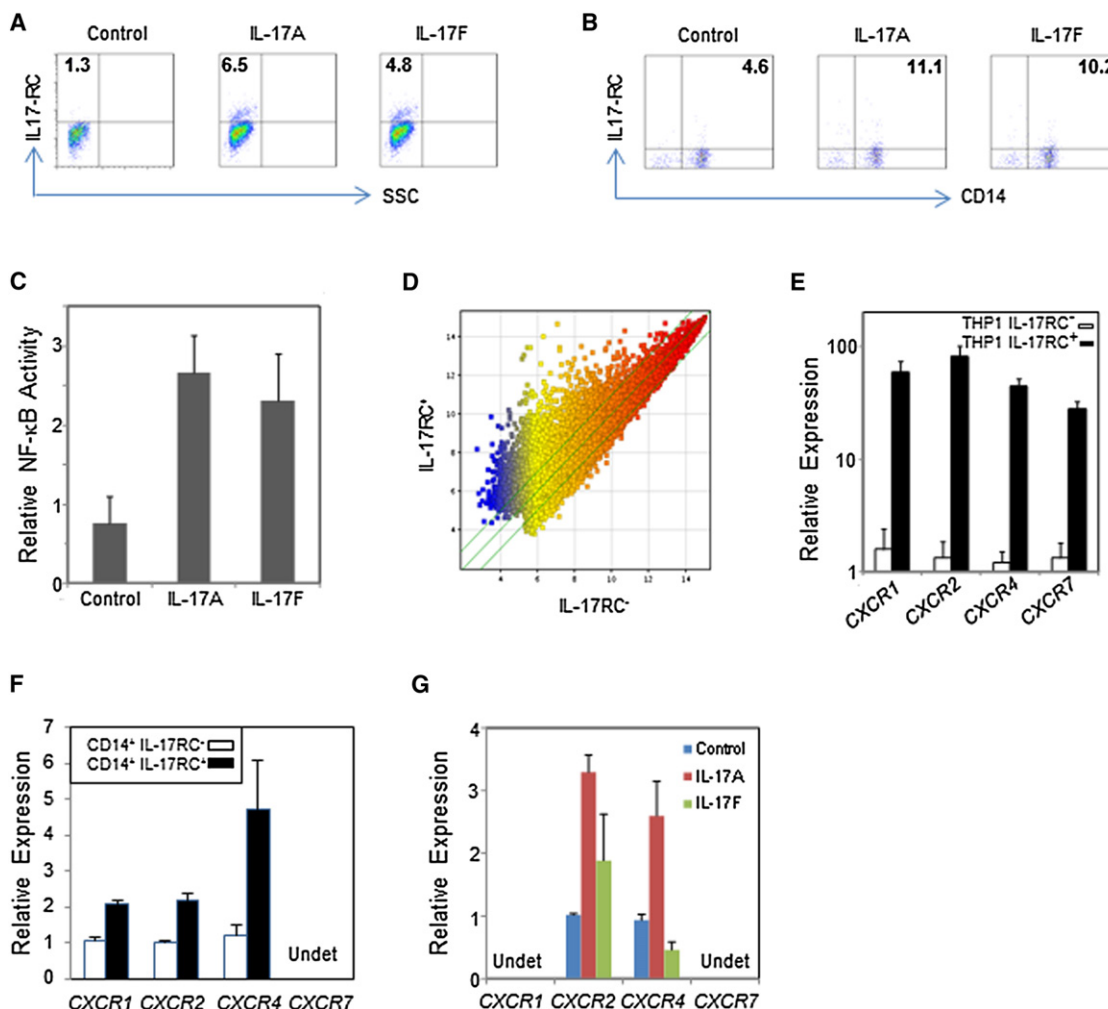 A
Control
IL-17A
IL-17F
1.3
6.5
4.8
IL17-RC
SSC
B
Control
IL-17A
IL-17F
4.6
11.1
10.2
IL17-RC
CD14
C
Relative NF-κB Activity
3
2
1
0
Control
IL-17A
IL-17F
D
IL-17RC⁺
14
12
10
8
6
4
4
6
8
10
12
14
IL-17RC⁻
E
THP1 IL-17RC⁻
THP1 IL-17RC⁺
Relative Expression
100
10
1
CXCR1
CXCR2
CXCR4
CXCR7
F
CD14⁺ IL-17RC⁻
CD14⁺ IL-17RC⁺
Relative Expression
7
6
5
4
3
2
1
0
Undet
CXCR1
CXCR2
CXCR4
CXCR7
G
Control
IL-17A
IL-17F
Relative Expression
4
3
2
1
0
Undet
Undet
CXCR1
CXCR2
CXCR4
CXCR7